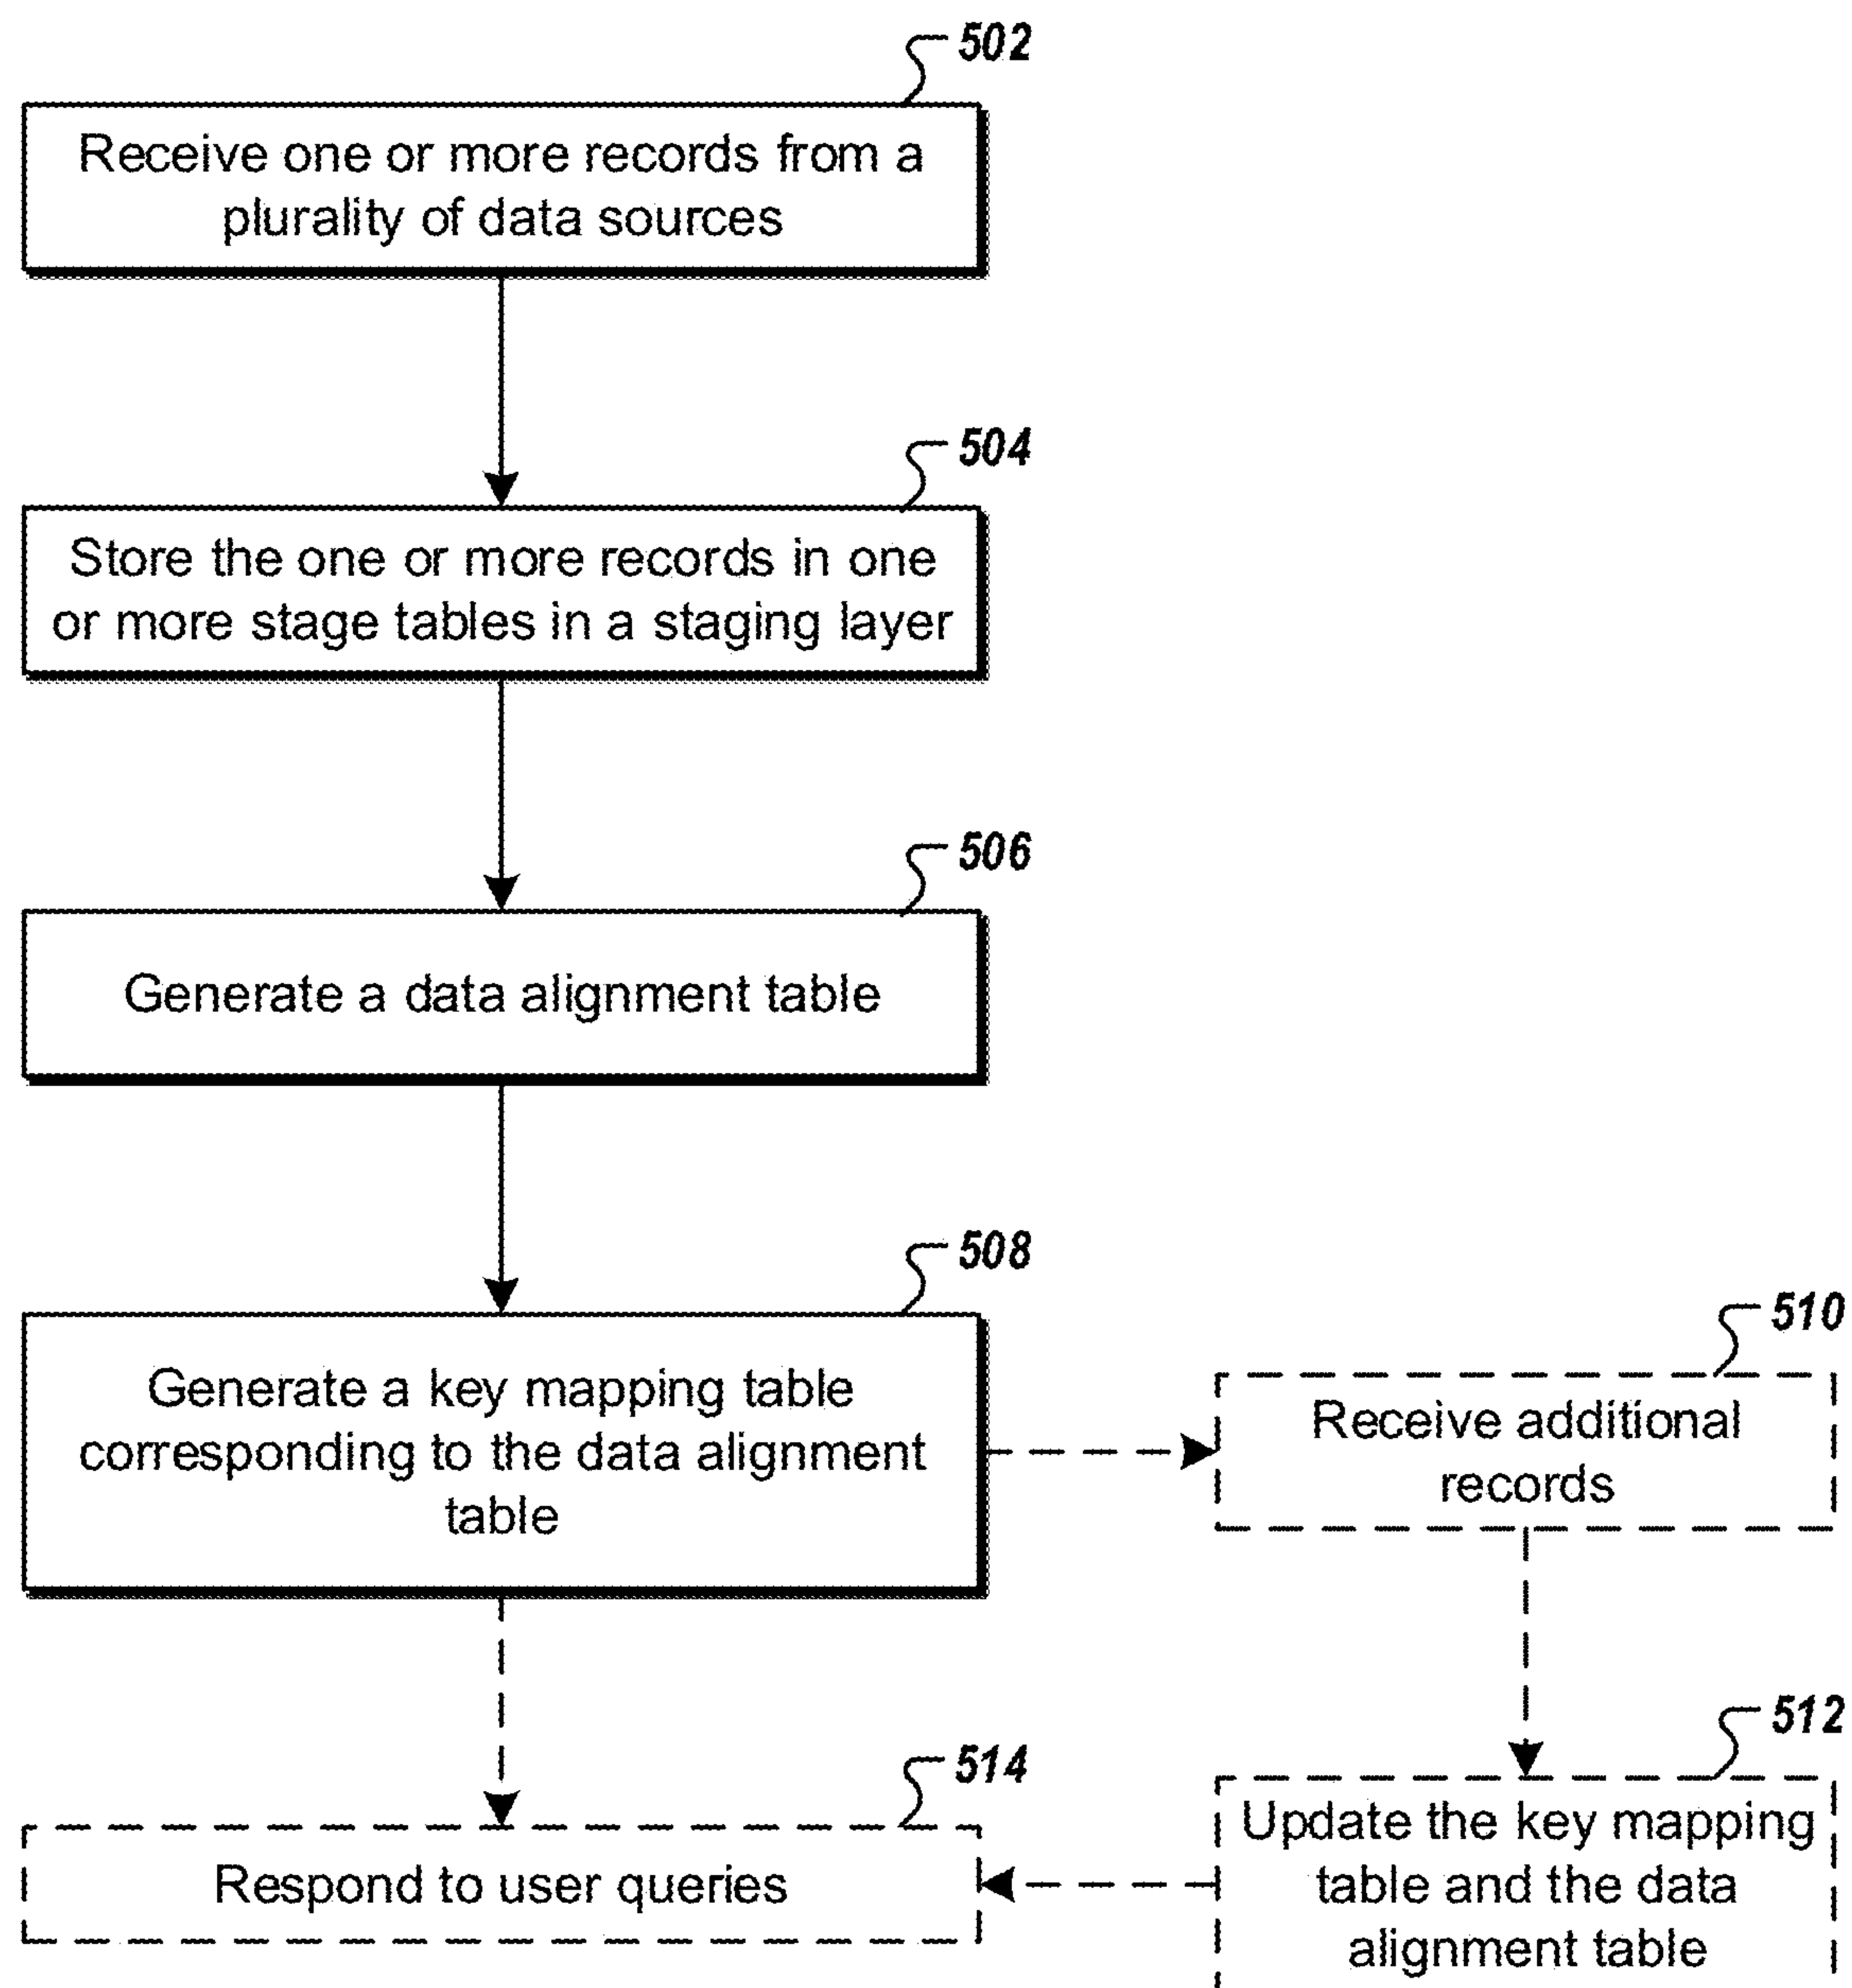 502
Receive one or more records from a
plurality of data sources
504
Store the one or more records in one
or more stage tables in a staging layer
506
Generate a data alignment table
508
Generate a key mapping table
corresponding to the data alignment
table
510
Receive additional
records
512
Update the key mapping
table and the data
alignment table
514
Respond to user queries